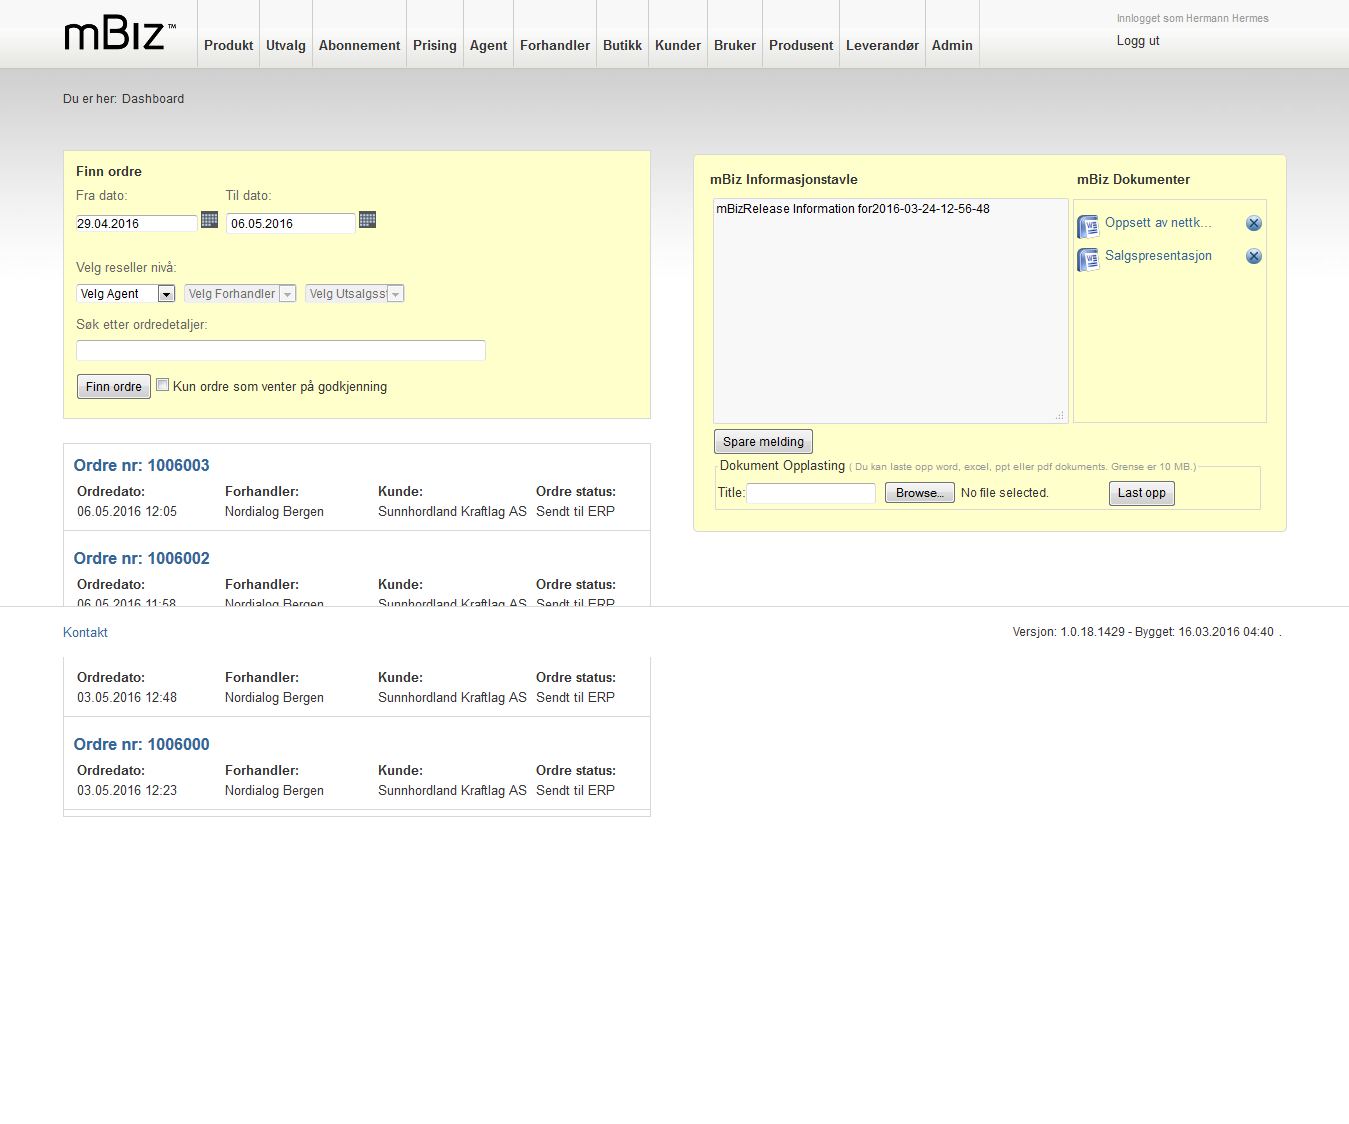 mBiz™
Produkt Utvalg Abonnement Prising Agent Forhandler Butikk Kunder Bruker Produsent Leverandør Admin
Innlogget som Hermann Hermes
Logg ut
Du er her: Dashboard
Finn ordre
Fra dato: Til dato:
29.04.2016 06.05.2016
Velg reseller nivå:
Velg Agent Velg Forhandler Velg Utsalgss
Søk etter ordredetaljer:
Finn ordre Kun ordre som venter på godkjenning
mBiz Informasjonstavle
mBizRelease Information for2016-03-24-12-56-48
mBiz Dokumenter
Oppsett av nettk...
Salgspresentasjon
Spare melding
Dokument Opplasting ( Du kan laste opp word, excel, ppt eller pdf dokuments. Grense er 10 MB.)
Title: Browse... No file selected. Last opp
Ordre nr: 1006003
Ordredato: Forhandler: Kunde: Ordre status:
06.05.2016 12:05 Nordialog Bergen Sunnhordland Kraftlag AS Sendt til ERP
Ordre nr: 1006002
Ordredato: Forhandler: Kunde: Ordre status:
06.05.2016 11:58 Nordialog Bergen Sunnhordland Kraftlag AS Sendt til ERP
Kontakt
Versjon: 1.0.18.1429 - Bygget: 16.03.2016 04:40 .
Ordredato: Forhandler: Kunde: Ordre status:
03.05.2016 12:48 Nordialog Bergen Sunnhordland Kraftlag AS Sendt til ERP
Ordre nr: 1006000
Ordredato: Forhandler: Kunde: Ordre status:
03.05.2016 12:23 Nordialog Bergen Sunnhordland Kraftlag AS Sendt til ERP